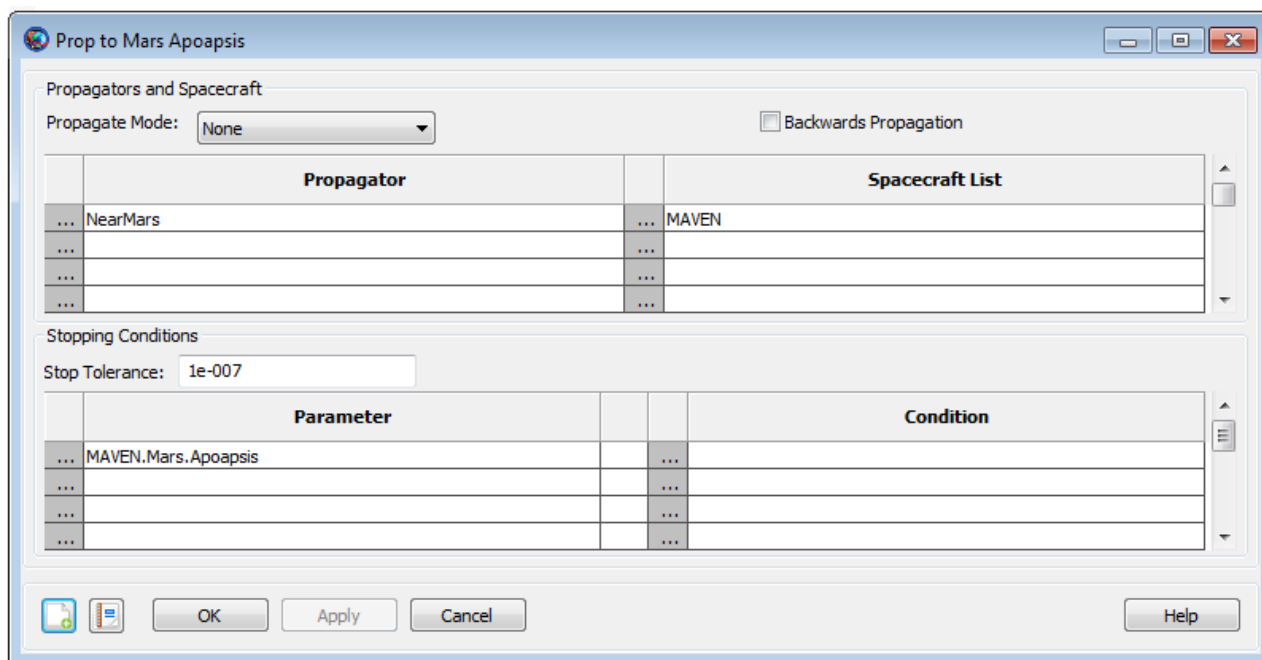 Prop to Mars Apoapsis
Propagators and Spacecraft
Propagate Mode: None Backwards Propagation
Propagator Spacecraft List
... NearMars ... MAVEN
... ...
... ...
... ...
Stopping Conditions
Stop Tolerance: 1e-007
Parameter Condition
... MAVEN.Mars.Apoapsis ...
... ...
... ...
... ...
OK Apply Cancel Help